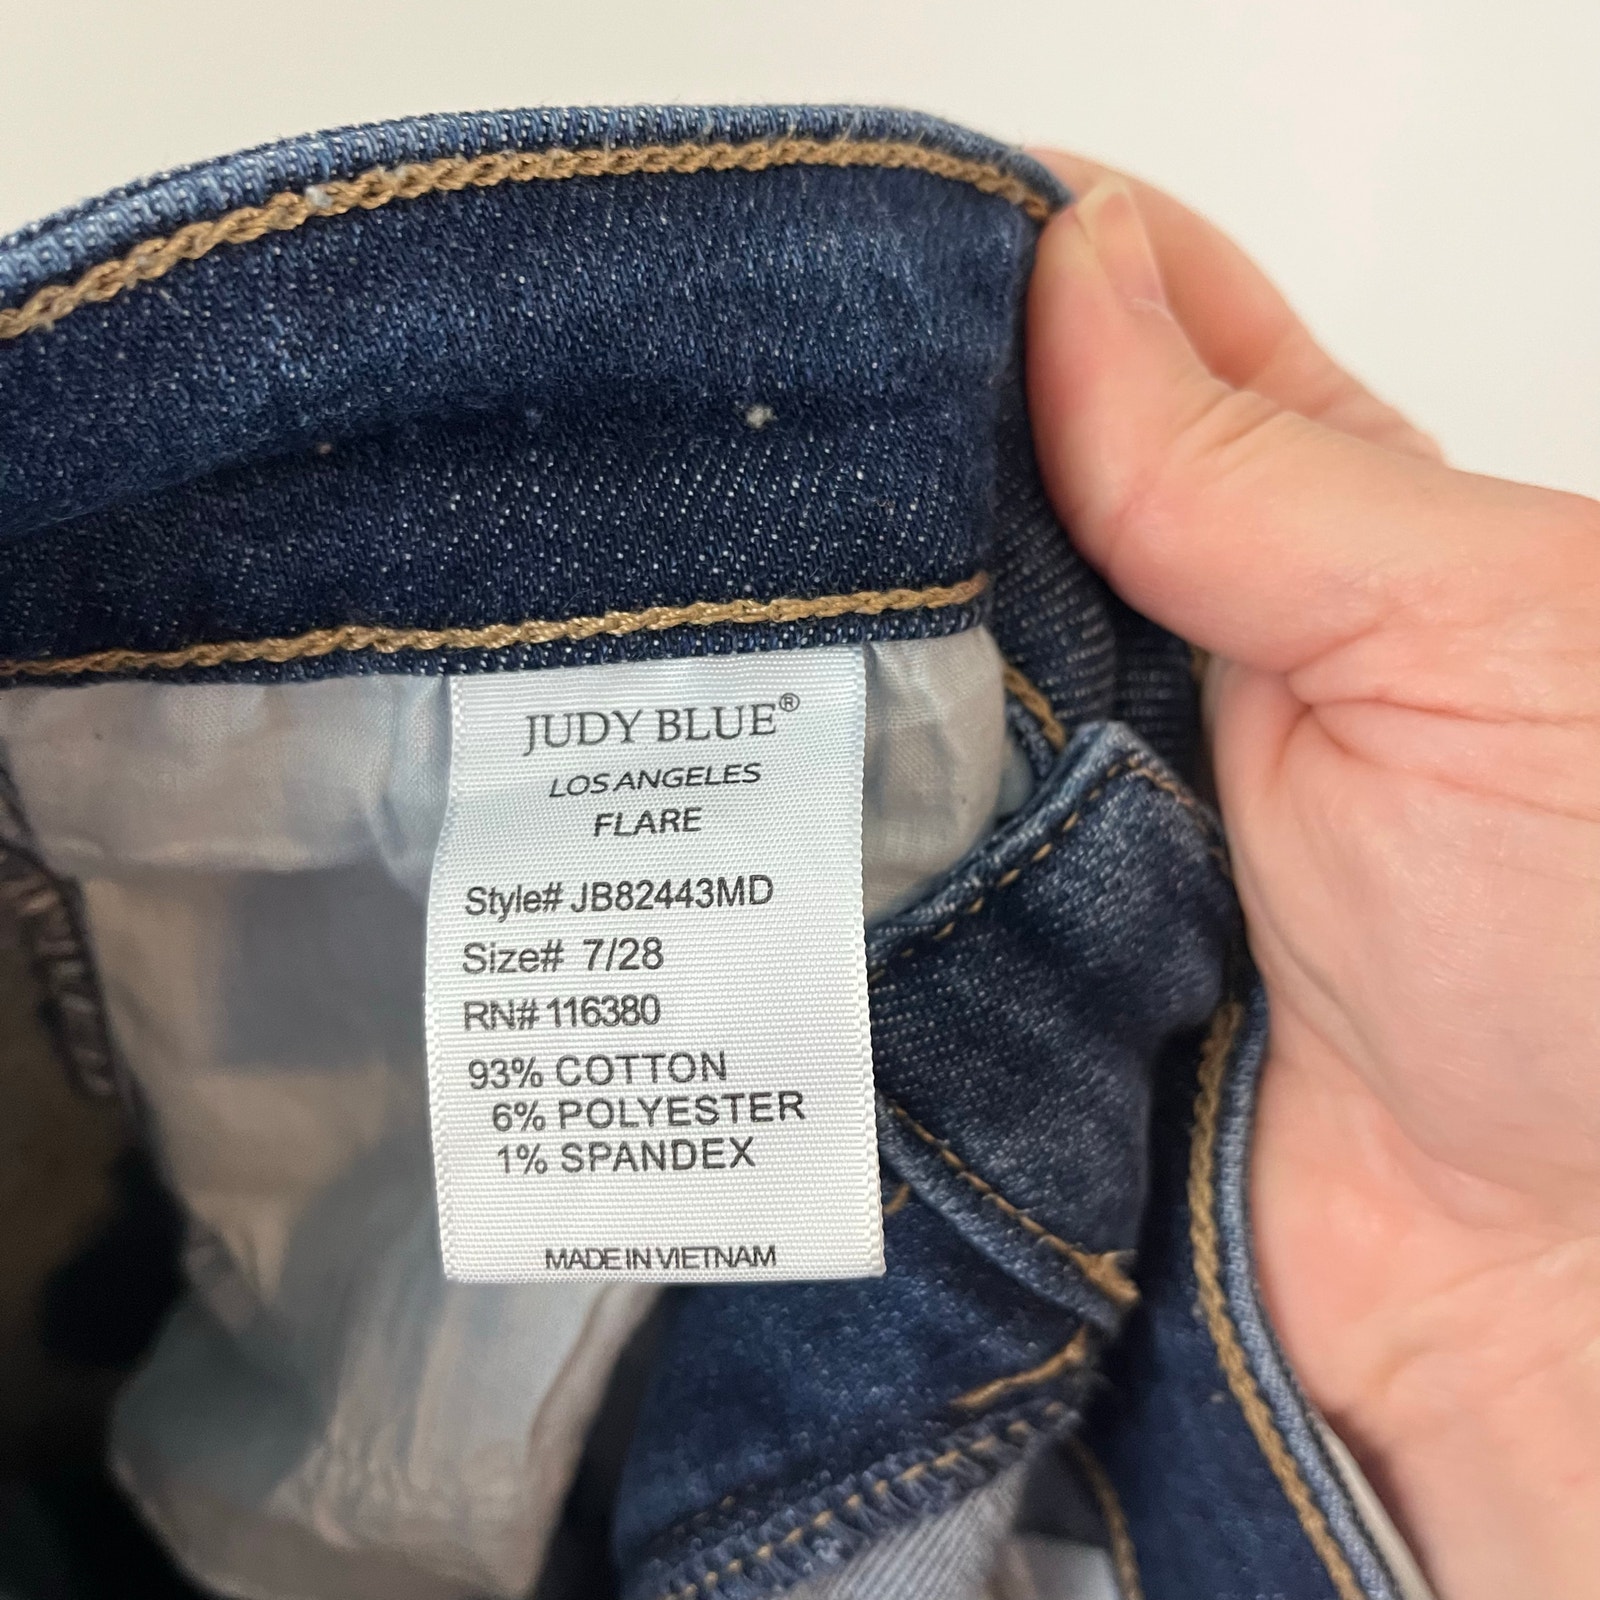 JUDY BLUE®
LOS ANGELES
FLARE
Style# JB82443MD
Size# 7/28
RN# 116380
93% COTTON
6% POLYESTER
1% SPANDEX
MADE IN VIETNAM